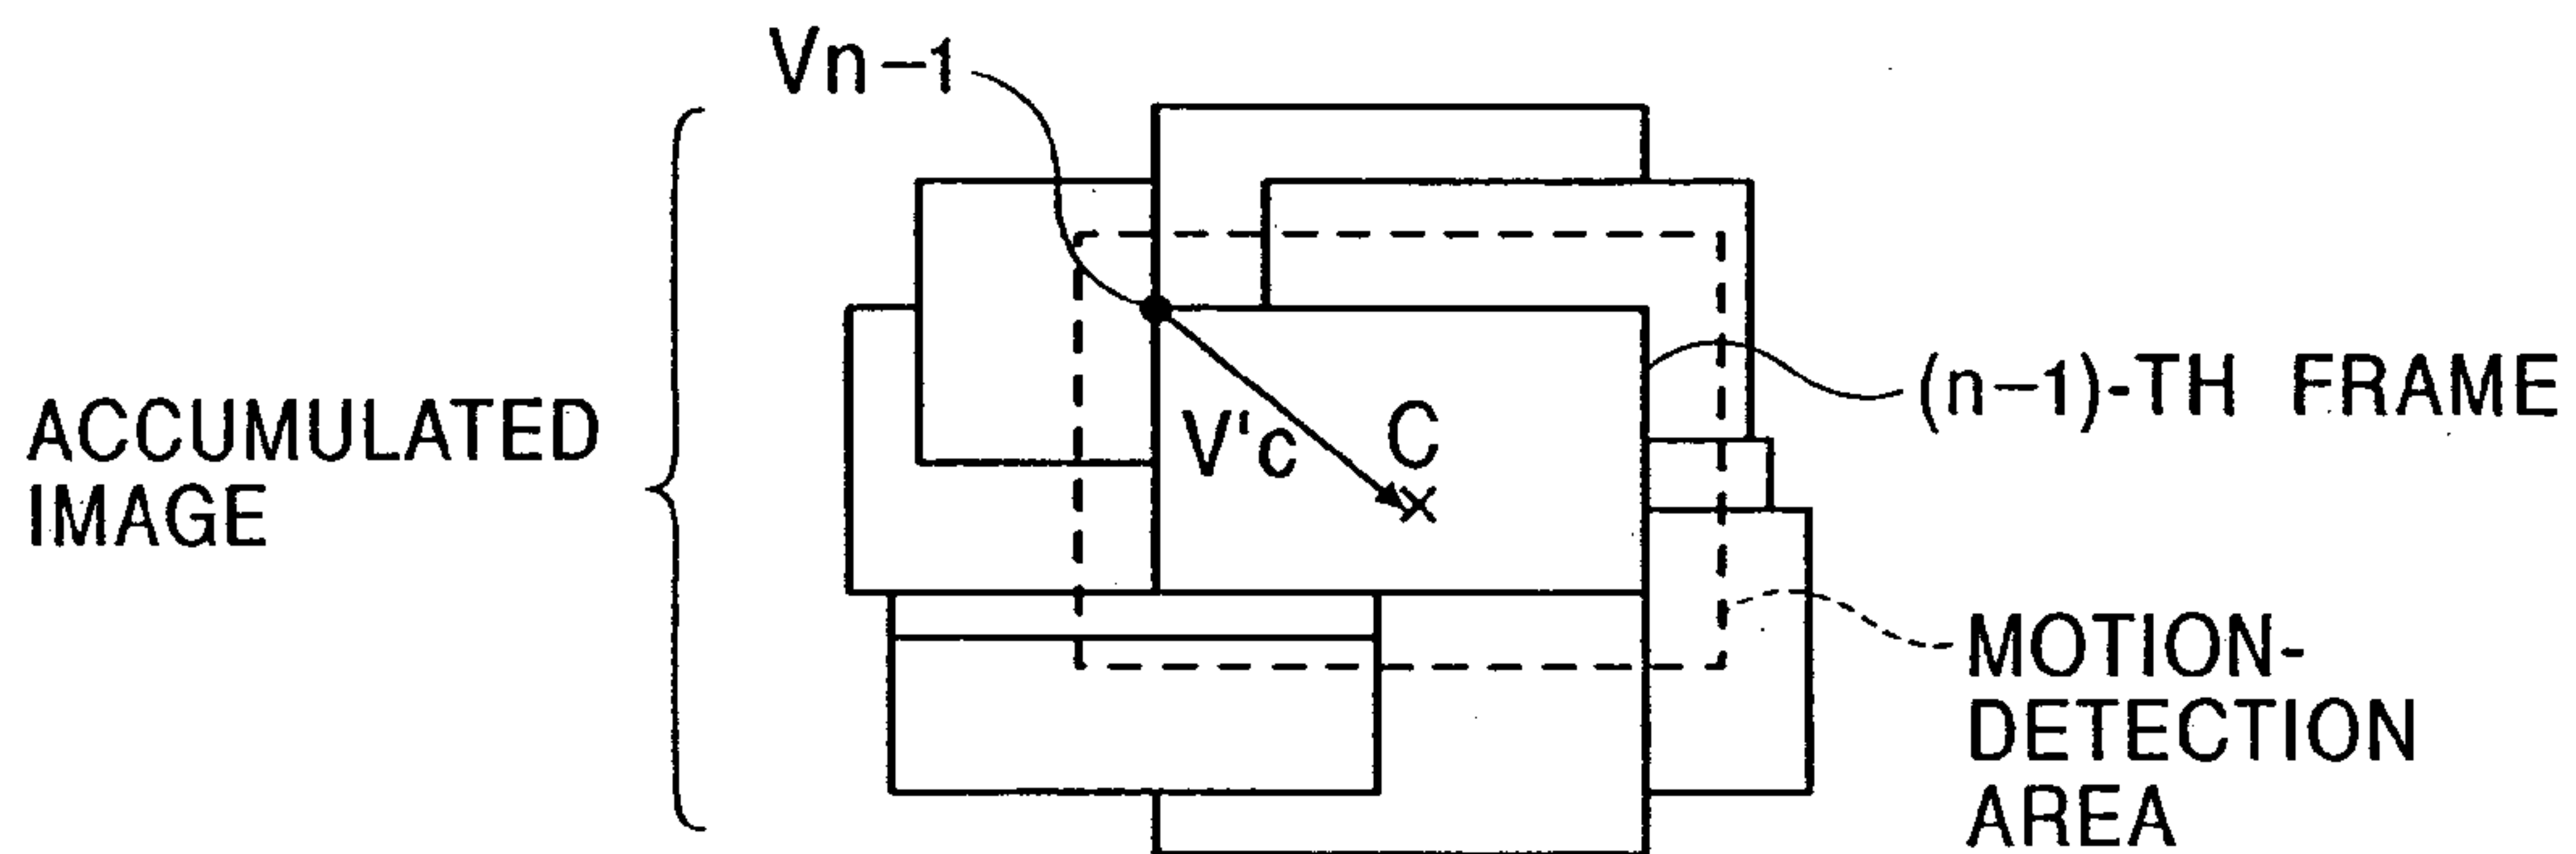 Vn-1
ACCUMULATED
IMAGE
V'c
C
(n-1)-TH FRAME
MOTION-
DETECTION
AREA